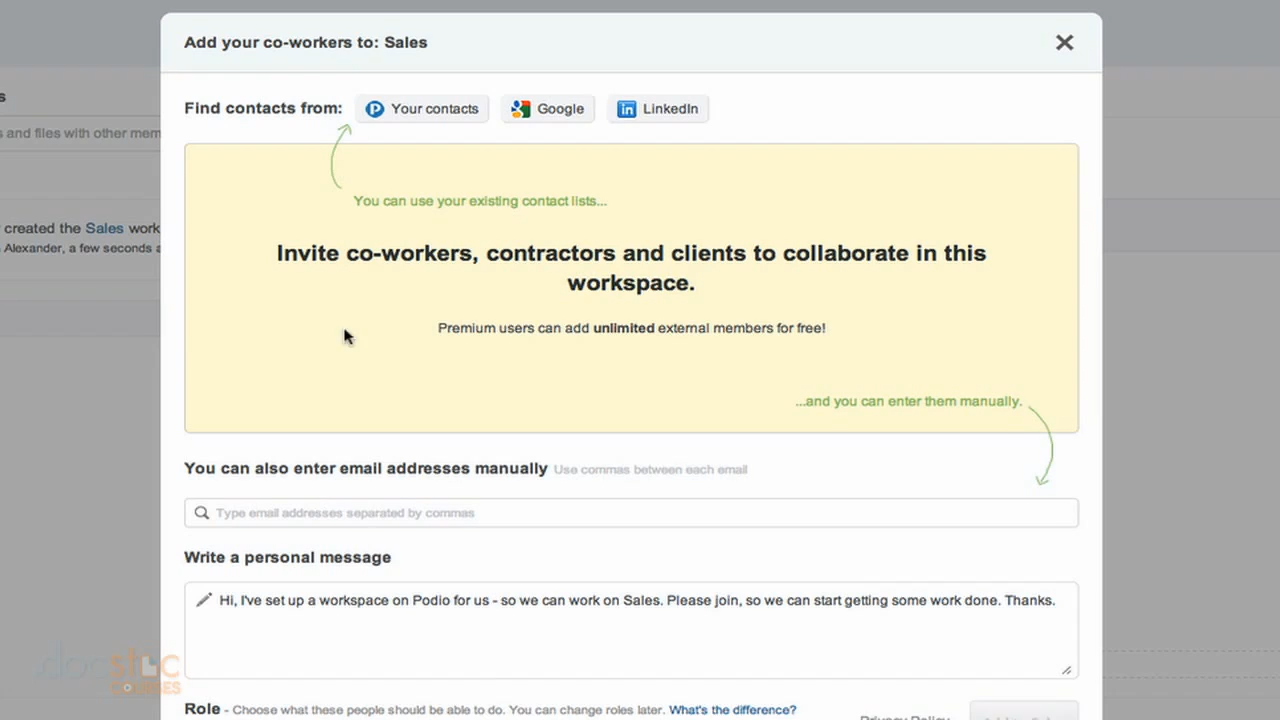 Add your co-workers to: Sales
s
Find contacts from: Your contacts Google LinkedIn
s and files with other mem
You can use your existing contact lists...
created the Sales work
Alexander, a few seconds a
Invite co-workers, contractors and clients to collaborate in this
workspace.
Premium users can add unlimited external members for free!
...and you can enter them manually.
You can also enter email addresses manually Use commas between each email
Type email addresses separated by commas
Write a personal message
Hi, I've set up a workspace on Podio for us - so we can work on Sales. Please join, so we can start getting some work done. Thanks.
docstoc
COURSES
Role - Choose what these people should be able to do. You can change roles later. What's the difference?
Privacy Policy